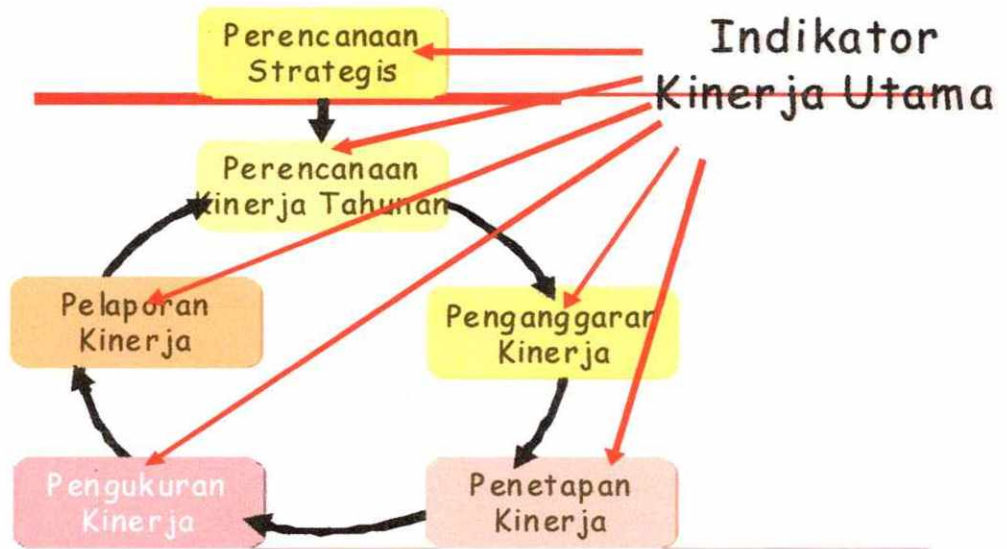 Perencanaan
Strategis
Indikator
Kinerja Utama
Perencanaan
Kinerja Tahunan
Pelaporan
Kinerja
Penganggaran
Kinerja
Pengukuran
Kinerja
Penetapan
Kinerja